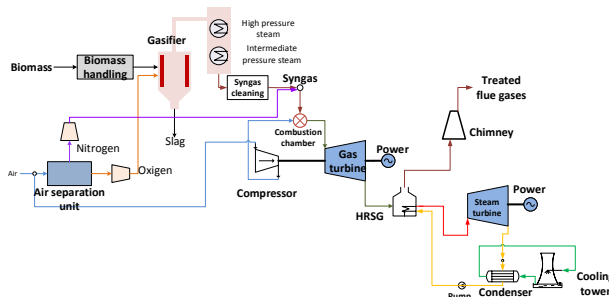 High pressure
steam
Intermediate
pressure steam
Gasifier
Biomass
Biomass
handling
Syngas
cleaning
Syngas
Treated
flue gases
Nitrogen
Slag
Combustion
chamber
Chimney
Air
Oxigen
Air separation
unit
Compressor
Gas
turbine
Power
HRSG
Steam
turbine
Power
Pump
Condenser
Cooling
tower